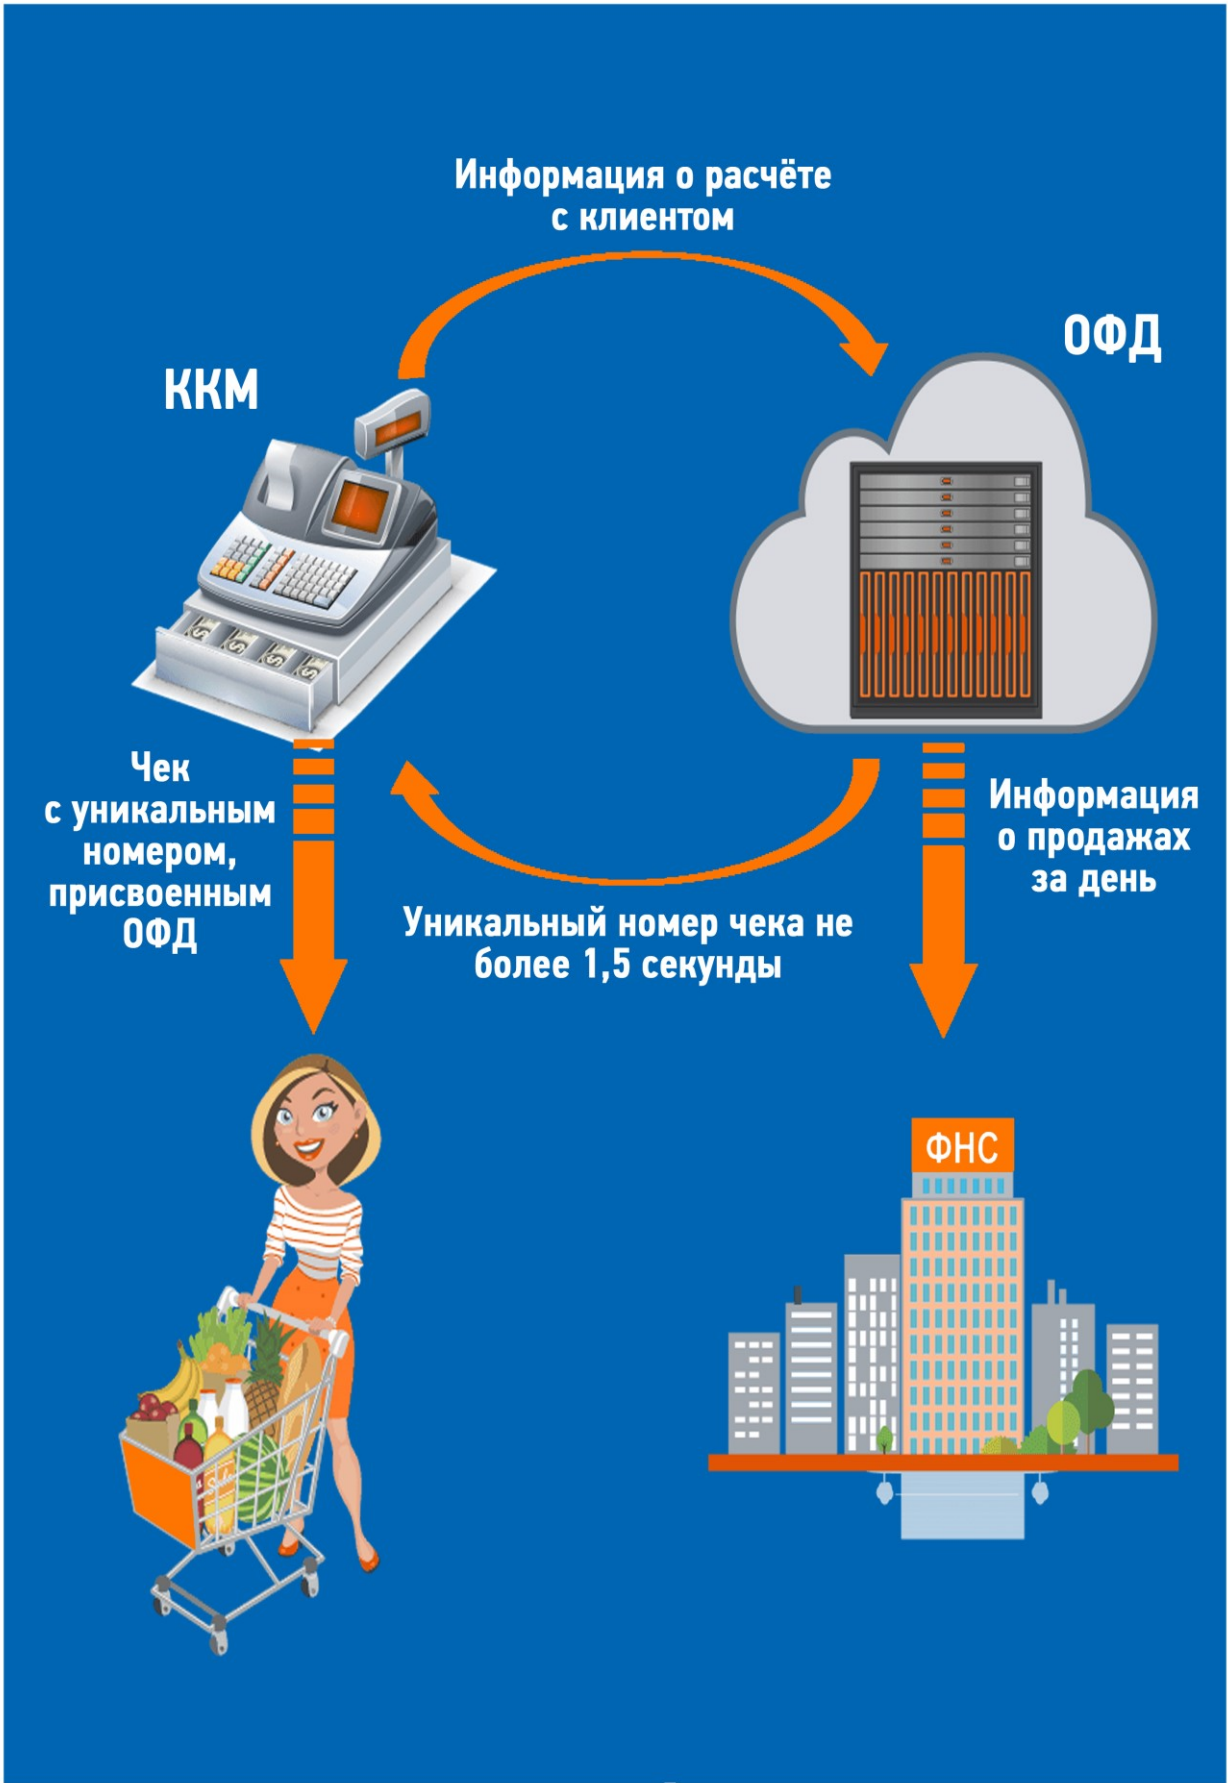 Информация о расчёте
с клиентом
ОФД
ККМ
Чек
с уникальным
номером,
присвоенным
ОФД
Уникальный номер чека не
более 1,5 секунды
Информация
о продажах
за день
ФНС